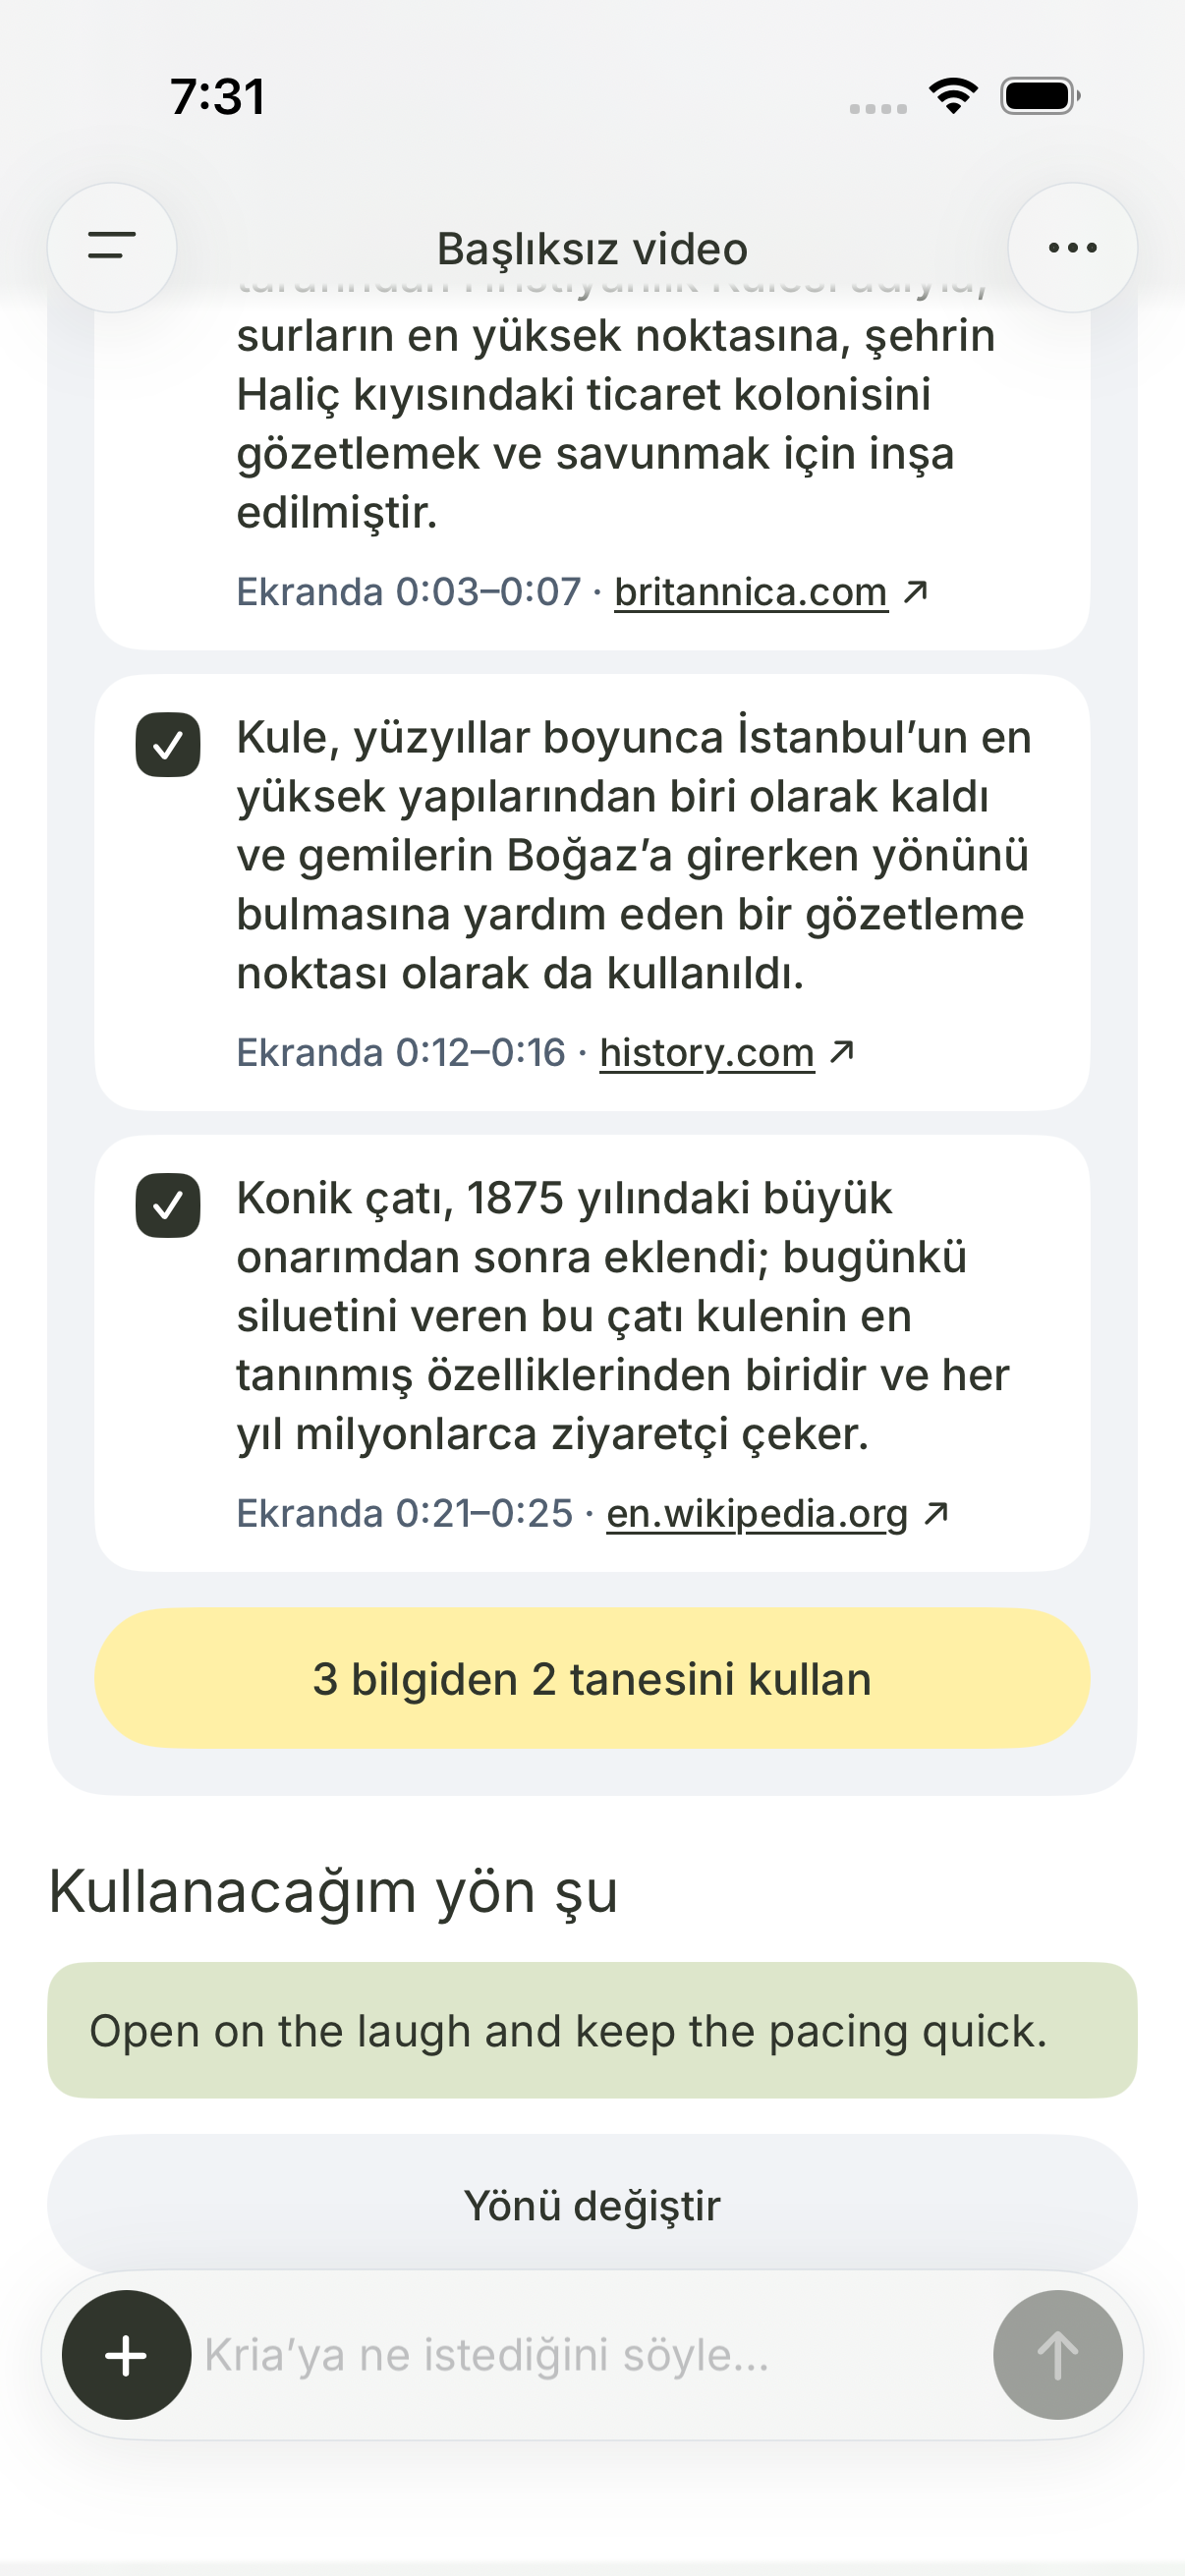 7:31
Başlıksız video
surların en yüksek noktasına, şehrin
Haliç kıyısındaki ticaret kolonisini
gözetlemek ve savunmak için inşa
edilmiştir.
Ekranda 0:03–0:07 · britannica.com ↗
Kule, yüzyıllar boyunca İstanbul’un en
yüksek yapılarından biri olarak kaldı
ve gemilerin Boğaz’a girerken yönünü
bulmasına yardım eden bir gözetleme
noktası olarak da kullanıldı.
Ekranda 0:12–0:16 · history.com ↗
Konik çatı, 1875 yılındaki büyük
onarımdan sonra eklendi; bugünkü
siluetini veren bu çatı kulenin en
tanınmış özelliklerinden biridir ve her
yıl milyonlarca ziyaretçi çeker.
Ekranda 0:21–0:25 · en.wikipedia.org ↗
3 bilgiden 2 tanesini kullan
Kullanacağım yön şu
Open on the laugh and keep the pacing quick.
Yönü değiştir
Kria’ya ne istediğini söyle...